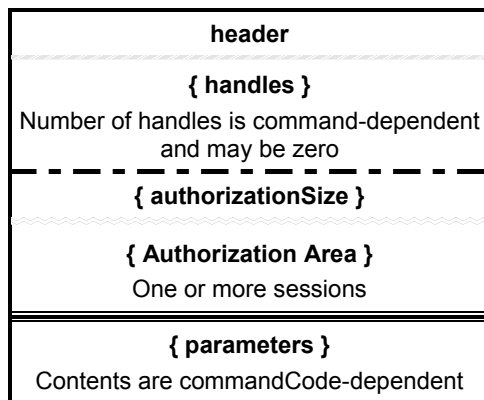 header
{ handles }
Number of handles is command-dependent
and may be zero
{ authorizationSize }
{ Authorization Area }
One or more sessions
{ parameters }
Contents are commandCode-dependent